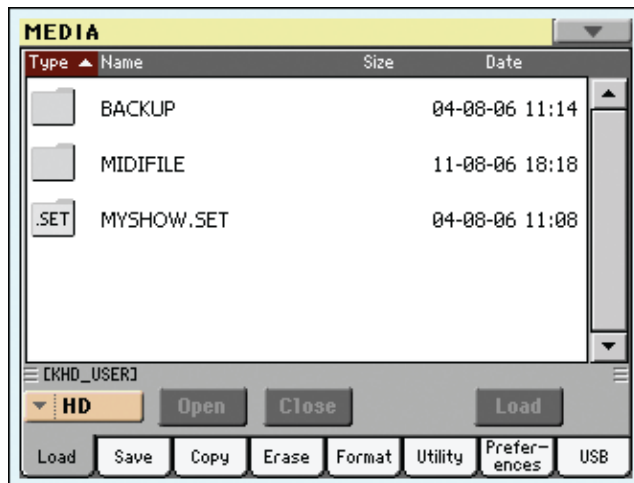 MEDIA
Type Name Size Date
BACKUP 04-08-06 11:14
MIDIFILE 11-08-06 18:18
.SET MYSHOW.SET 04-08-06 11:08
[KHD_USER]
HD Open Close Load
Load Save Copy Erase Format Utility Prefer-
ences USB